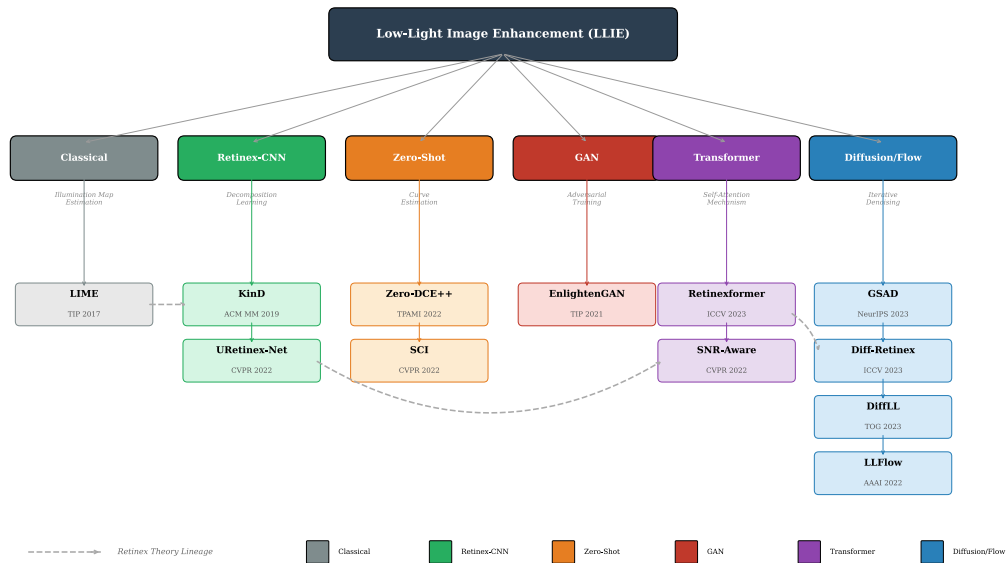 Low-Light Image Enhancement (LLIE)
Classical
Retinex-CNN
Zero-Shot
GAN
Transformer
Diffusion/Flow
Illumination Map
Estimation
Decomposition
Learning
Curve
Estimation
Adversarial
Training
Self-Attention
Mechanism
Iterative
Denoising
LIME
TIP 2017
KinD
ACM MM 2019
Zero-DCE++
TPAMI 2022
EnlightenGAN
TIP 2021
Retinexformer
ICCV 2023
GSAD
NeurIPS 2023
URetinex-Net
CVPR 2022
SCI
CVPR 2022
SNR-Aware
CVPR 2022
Diff-Retinex
ICCV 2023
DiffLL
TOG 2023
LLFlow
AAAI 2022
Retinex Theory Lineage
Classical
Retinex-CNN
Zero-Shot
GAN
Transformer
Diffusion/Flow